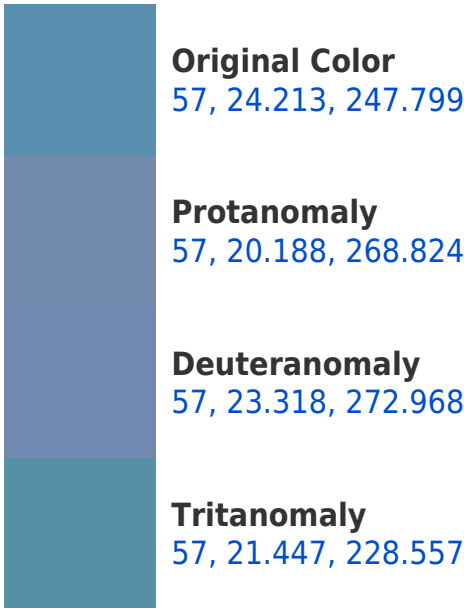 Original Color
57, 24.213, 247.799
Protanomaly
57, 20.188, 268.824
Deuteranomaly
57, 23.318, 272.968
Tritanomaly
57, 21.447, 228.557